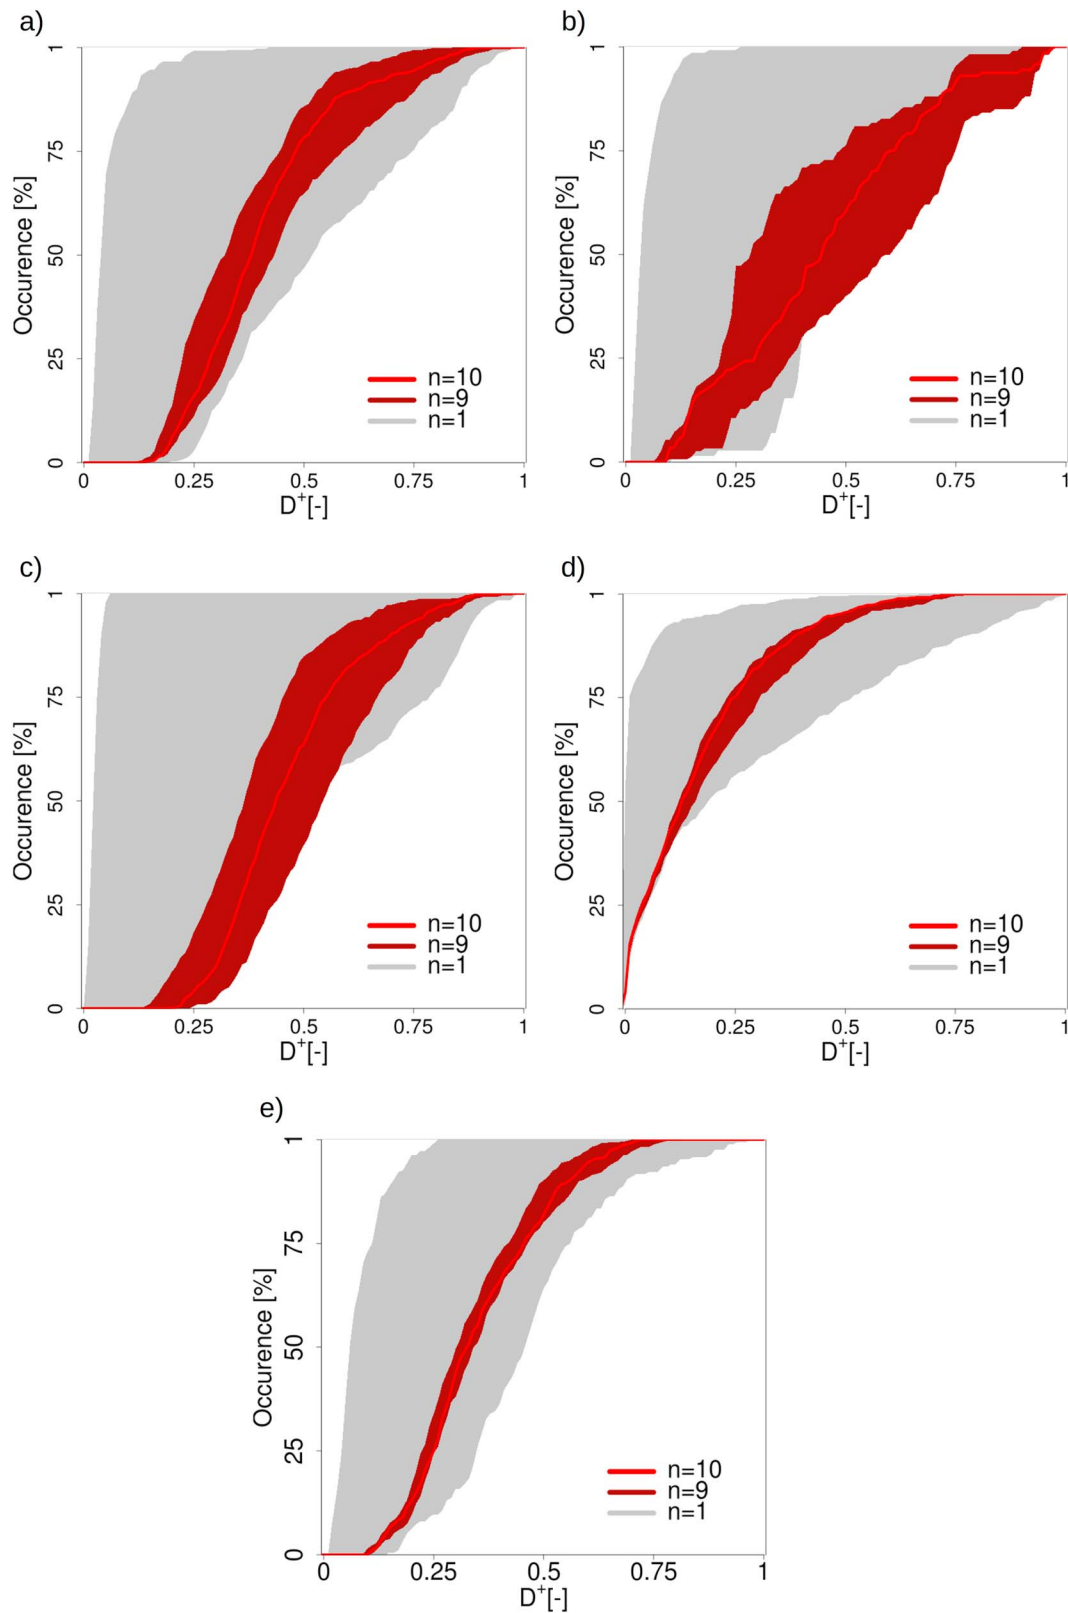 a)
Occurence [%]
1
75
50
25
0
n=10
n=9
n=1
0 0.25 0.5 0.75 1
D⁺[-]
b)
Occurence [%]
1
75
50
25
0
n=10
n=9
n=1
0 0.25 0.5 0.75 1
D⁺[-]
c)
Occurence [%]
1
75
50
25
0
n=10
n=9
n=1
0 0.25 0.5 0.75 1
D⁺[-]
d)
Occurence [%]
1
75
50
25
0
n=10
n=9
n=1
0 0.25 0.5 0.75 1
D⁺[-]
e)
Occurence [%]
1
75
50
25
0
n=10
n=9
n=1
0 0.25 0.5 0.75 1
D⁺[-]